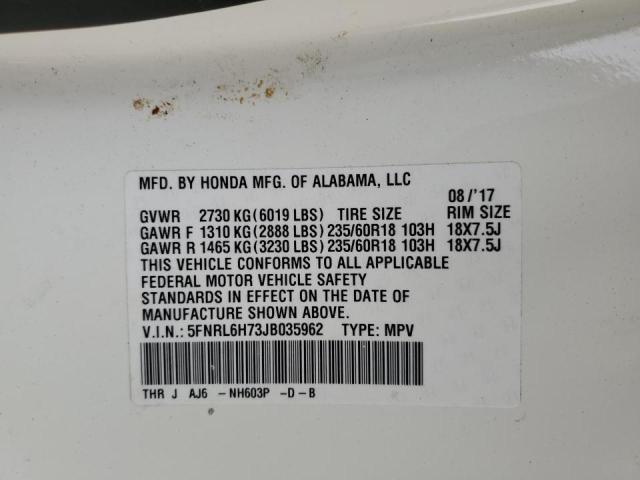 MFD. BY HONDA MFG. OF ALABAMA, LLC
08/'17
GVWR 2730 KG(6019 LBS) TIRE SIZE RIM SIZE
GAWR F 1310 KG(2888 LBS) 235/60R18 103H 18X7.5J
GAWR R 1465 KG(3230 LBS) 235/60R18 103H 18X7.5J
THIS VEHICLE CONFORMS TO ALL APPLICABLE
FEDERAL MOTOR VEHICLE SAFETY
STANDARDS IN EFFECT ON THE DATE OF
MANUFACTURE SHOWN ABOVE.
V.I.N.: 5FNRL6H73JB035962 TYPE: MPV
THR J AJ6 -NH603P -D-B